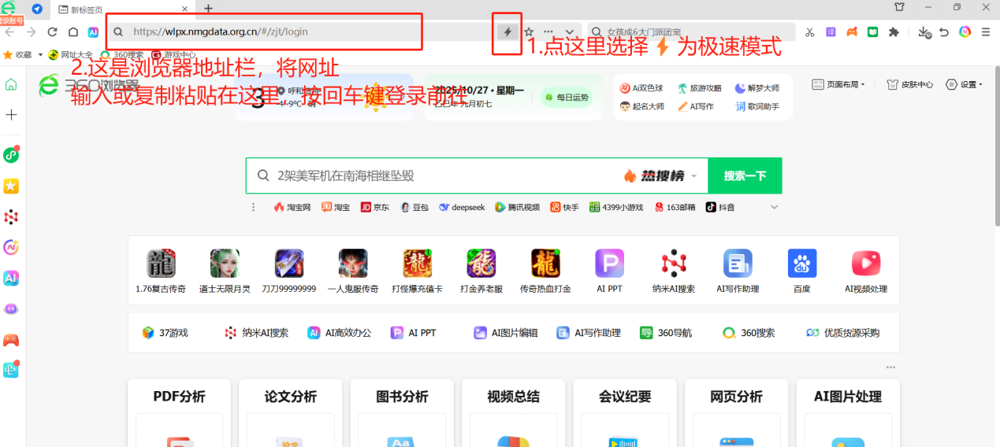 新标签页
登录账号
https://wlpx.nmgdata.org.cn/#/zjt/login
女孩成6大门派团宠
1.点这里选择 为极速模式
收藏
网址大全
360搜索
游戏中心
2.这是浏览器地址栏，将网址
输入或复制粘贴在这里，按回车键登录前往
360浏览器
3
呼和浩特
-4~9℃ 晴
2025/10/27 • 星期一
乙巳年 九月初七
每日运势
Ai双色球 旅游攻略 解梦大师
起名大师 AI写作 歌词助手
页面布局
皮肤中心
设置
2架美军机在南海相继坠毁
热搜榜
搜索一下
淘宝网 淘宝 京东 豆包 deepseek 腾讯视频 快手 4399小游戏 163邮箱 抖音
1.76复古传奇 道士无限月灵 刀刀99999999 一人鬼服传奇 打怪爆充值卡 打金养老服 传奇热血打金 AI PPT 纳米AI搜索 AI写作助理 百度 AI视频处理
37游戏 纳米AI搜索 AI高效办公 AI PPT AI图片编辑 AI写作助理 360导航 360搜索 优质货源采购
PDF分析 论文分析 图书分析 视频总结 会议纪要 网页分析 AI图片处理